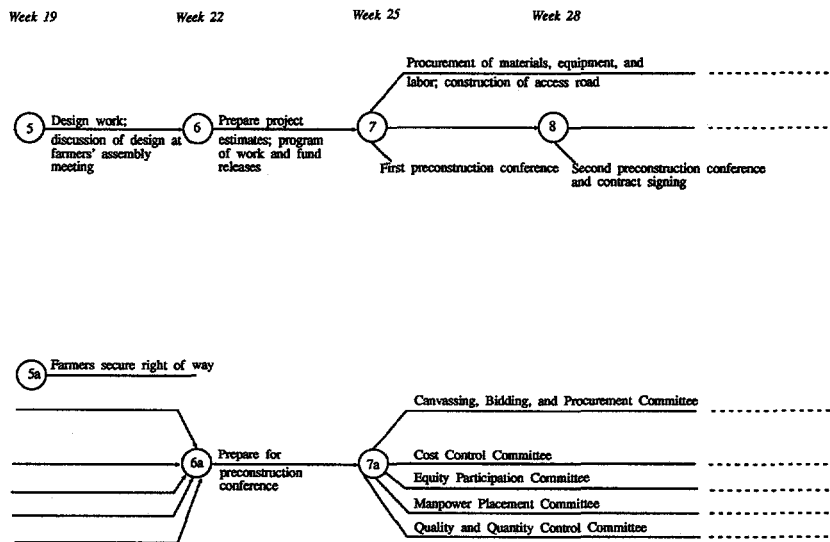 Week 19 Week 22 Week 25 Week 28
Procurement of materials, equipment, and
labor; construction of access road
5 Design work; 6 Prepare project 7 8
discussion of design at estimates; program
farmers' assembly of work and fund
meeting releases
First preconstruction conference Second preconstruction conference
and contract signing
5a Farmers secure right of way
Canvassing, Bidding, and Procurement Committee
6a Prepare for 7a Cost Control Committee
preconstruction
conference
Equity Participation Committee
Manpower Placement Committee
Quality and Quantity Control Committee